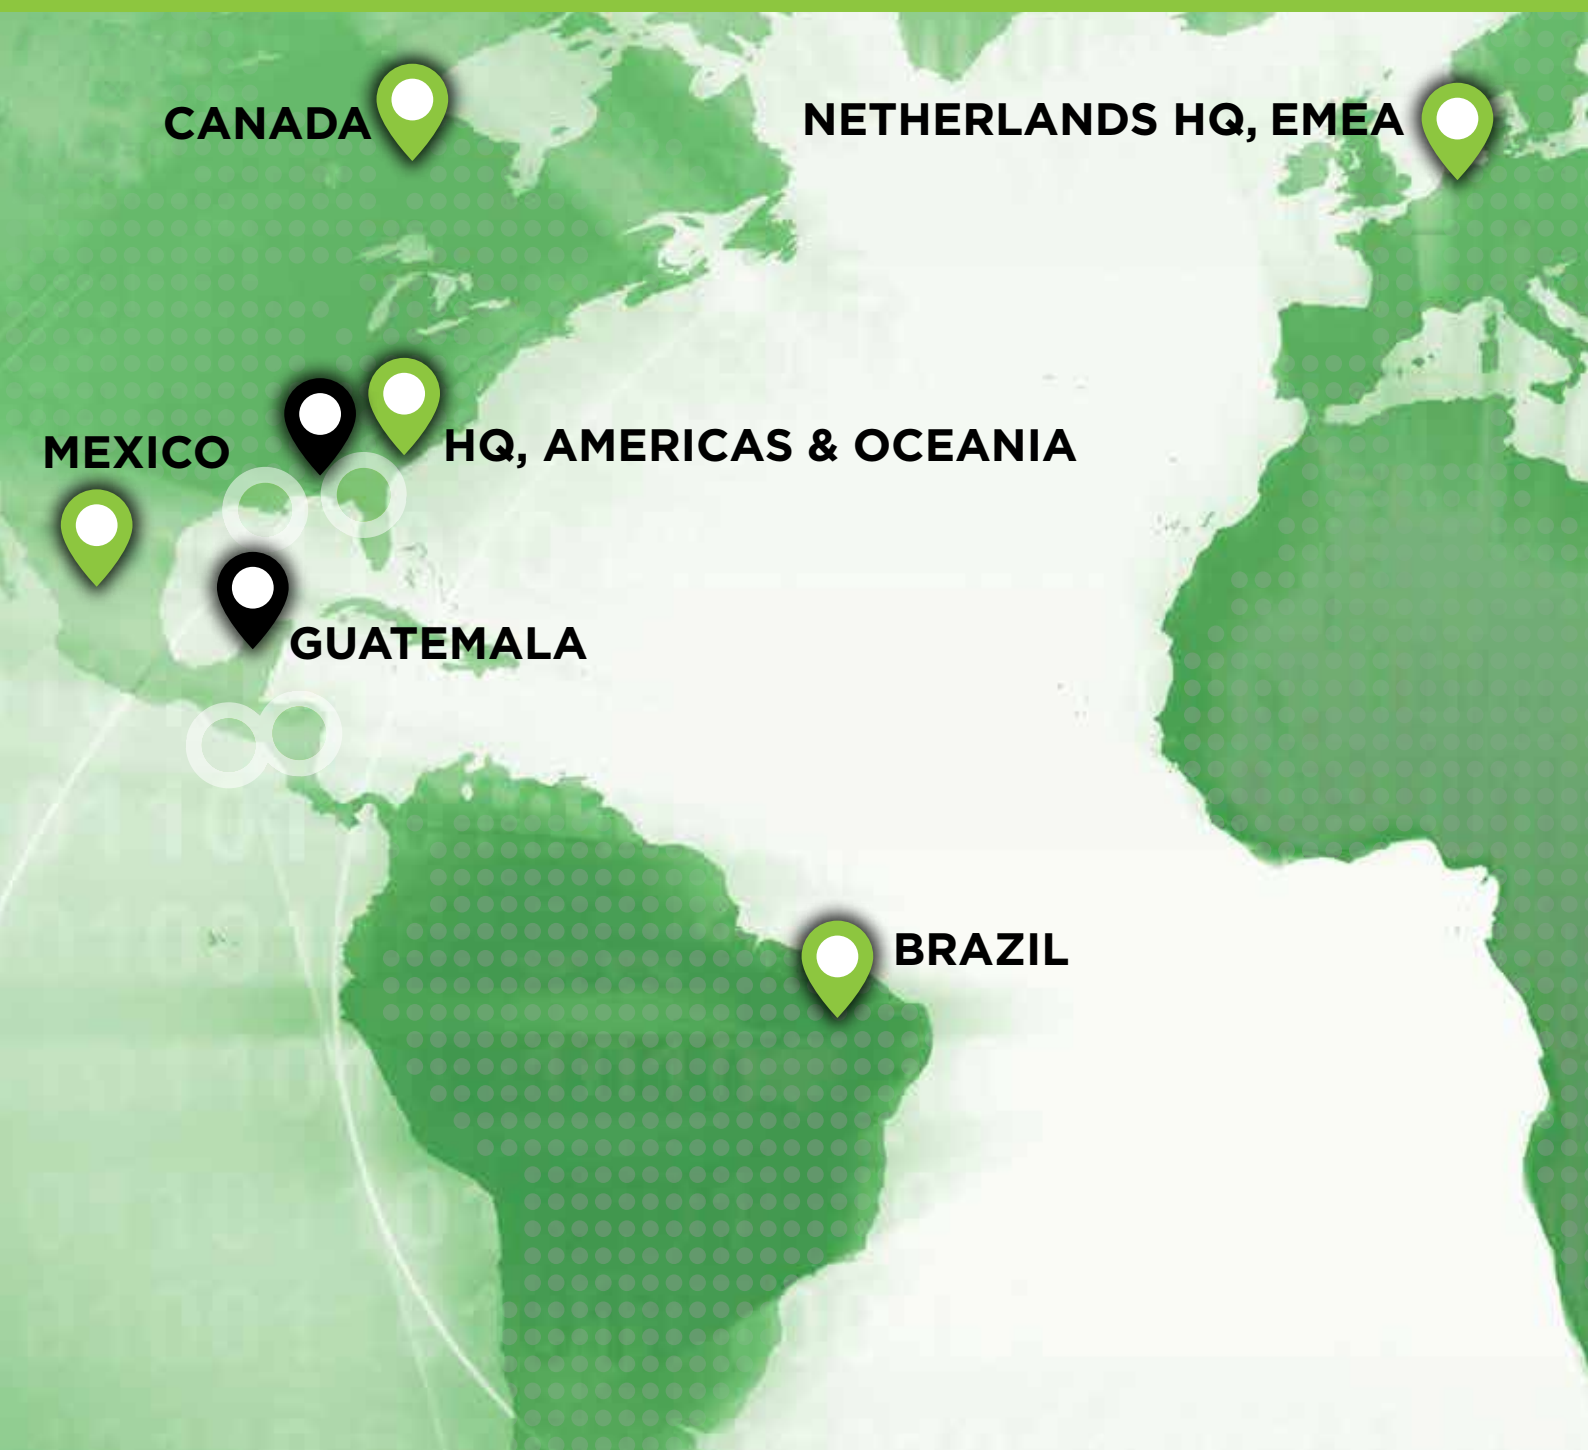 CANADA
NETHERLANDS HQ, EMEA
MEXICO
HQ, AMERICAS & OCEANIA
GUATEMALA
BRAZIL